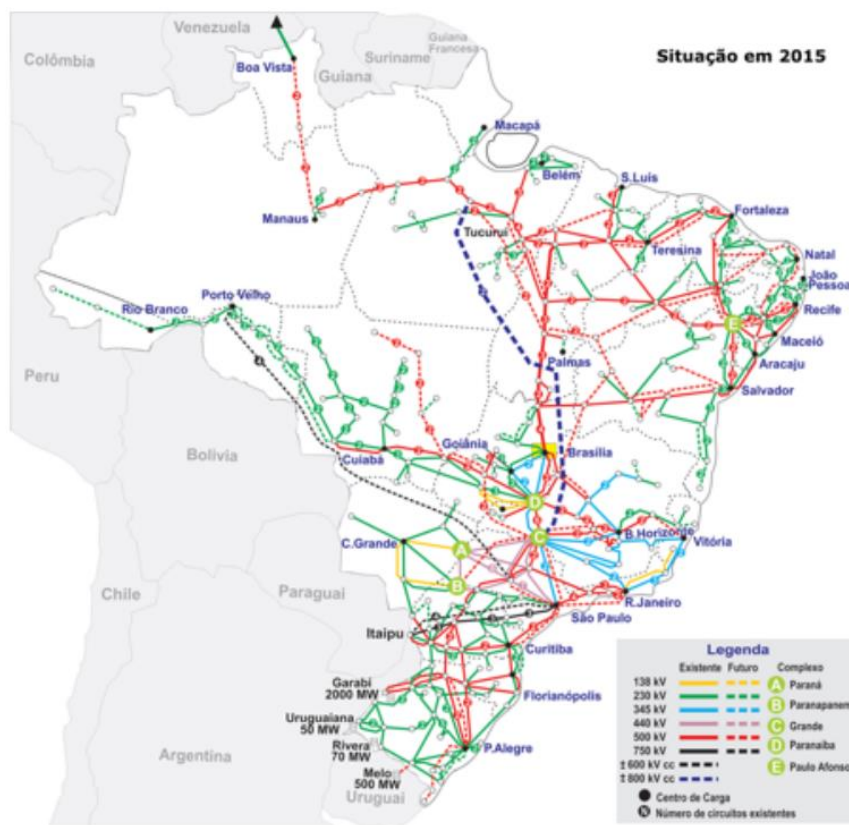 Situação em 2015
Venezuela
Colômbia
Guiana
Suriname
Guiana
Francesa
Boa Vista
Macapá
Belém
S.Luis
Fortaleza
Manaus
Tucuruí
Teresina
Natal
João
Pessoa
Recife
Maceió
Aracaju
Salvador
Porto Velho
Rio Branco
Palmas
E
Peru
Bolivia
Cuiabá
Goiânia
Brasília
D
C
B.Horizonte
Vitória
C.Grande
A
B
R.Janeiro
São Paulo
Chile
Paraguai
Itaipu
Curitiba
Garabi
2000 MW
Florianópolis
Uruguaiana
50 MW
Rivera
70 MW
P.Alegre
Melo
500 MW
Argentina
Uruguai
Legenda
Existente Futuro Complexo
138 kV A Paraná
230 kV
345 kV B Paranapanem
440 kV C Grande
500 kV D Paranaíba
750 kV
±600 kV cc E Paulo Afonso
±800 kV cc
Centro de Carga
N Número de circuitos existentes